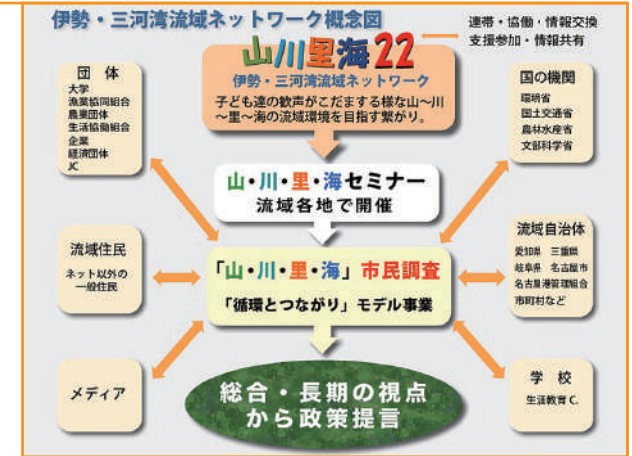 伊勢・三河湾流域ネットワーク概念図
山川里海22
伊勢・三河湾流域ネットワーク
子ども達の歓声がこだまする様な山〜川
〜里〜海の流域環境を目指す繋がり。
連帯・協働・情報交換
支援参加・情報共有
団 体
大学
漁業協同組合
農業団体
生活協働組合
企業
経済団体
JC
国の機関
環境省
国土交通省
農林水産省
文部科学省
山・川・里・海セミナー
流域各地で開催
流域住民
ネット以外の
一般住民
「山・川・里・海」市民調査
「循環とつながり」モデル事業
流域自治体
愛知県 三重県
岐阜県 名古屋市
名古屋港管理組合
市町村など
メディア
総合・長期の視点
から政策提言
学 校
生涯教育C.